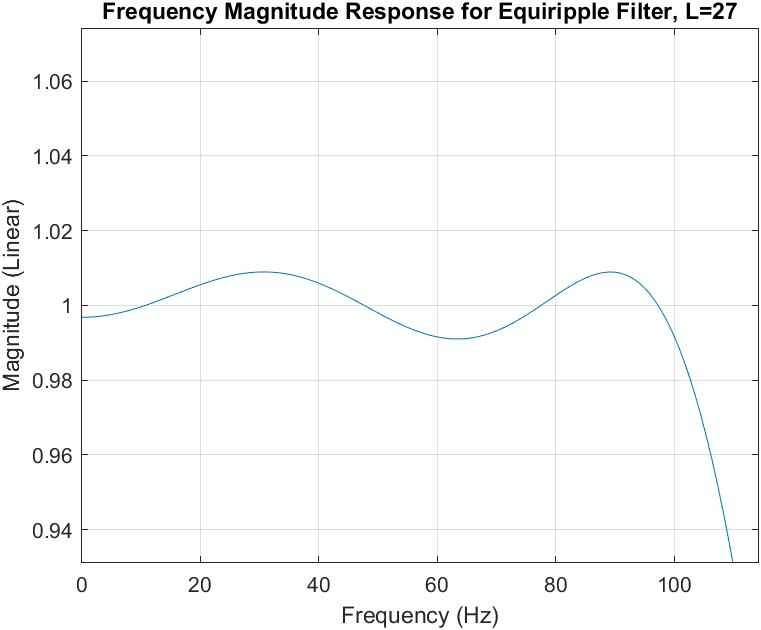 Frequency Magnitude Response for Equiripple Filter, L=27
Magnitude (Linear)
1.06
1.04
1.02
1
0.98
0.96
0.94
0 20 40 60 80 100
Frequency (Hz)